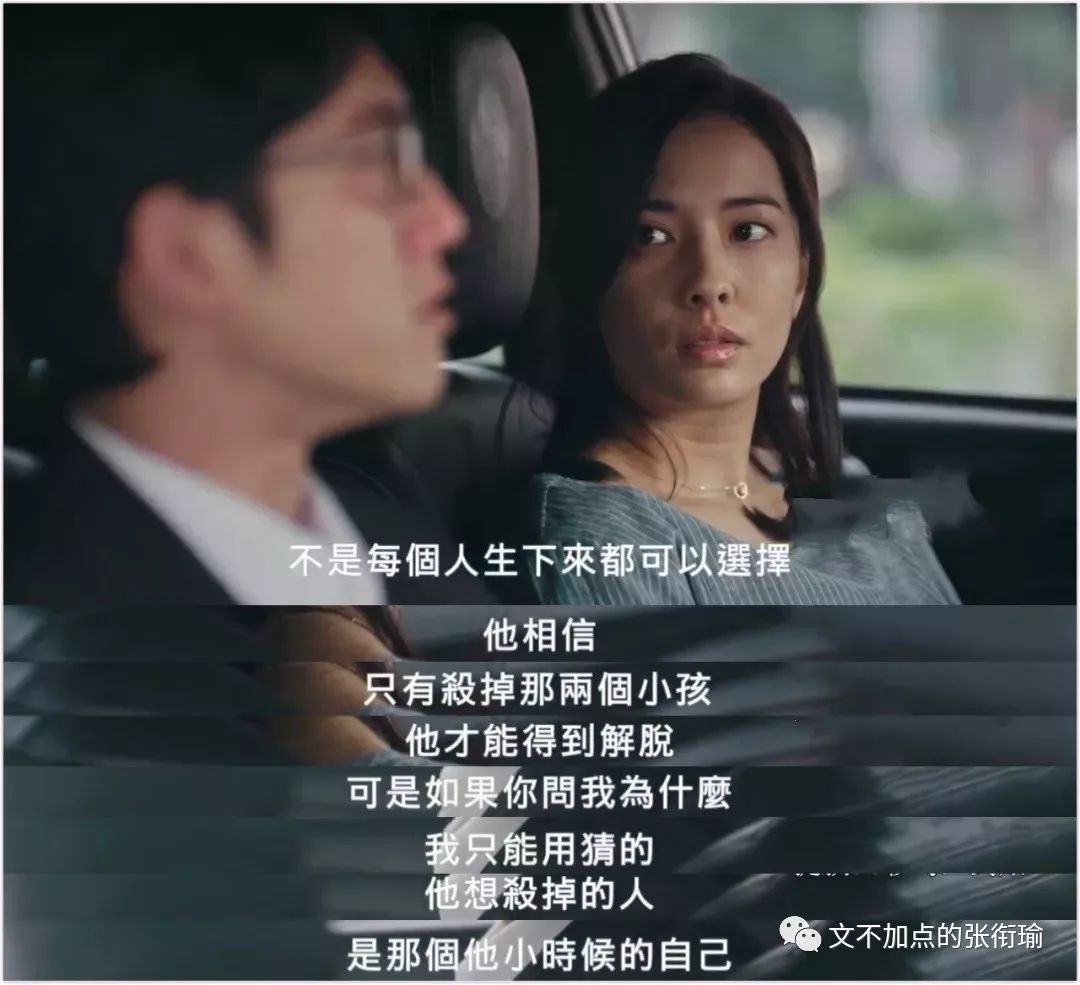 不是每個人生下來都可以選擇
他相信
只有殺掉那兩個小孩
他才能得到解脫
可是如果你問我為什麼
我只能用猜的
他想殺掉的人
是那個他小時候的自己
文不加点的张衔瑜